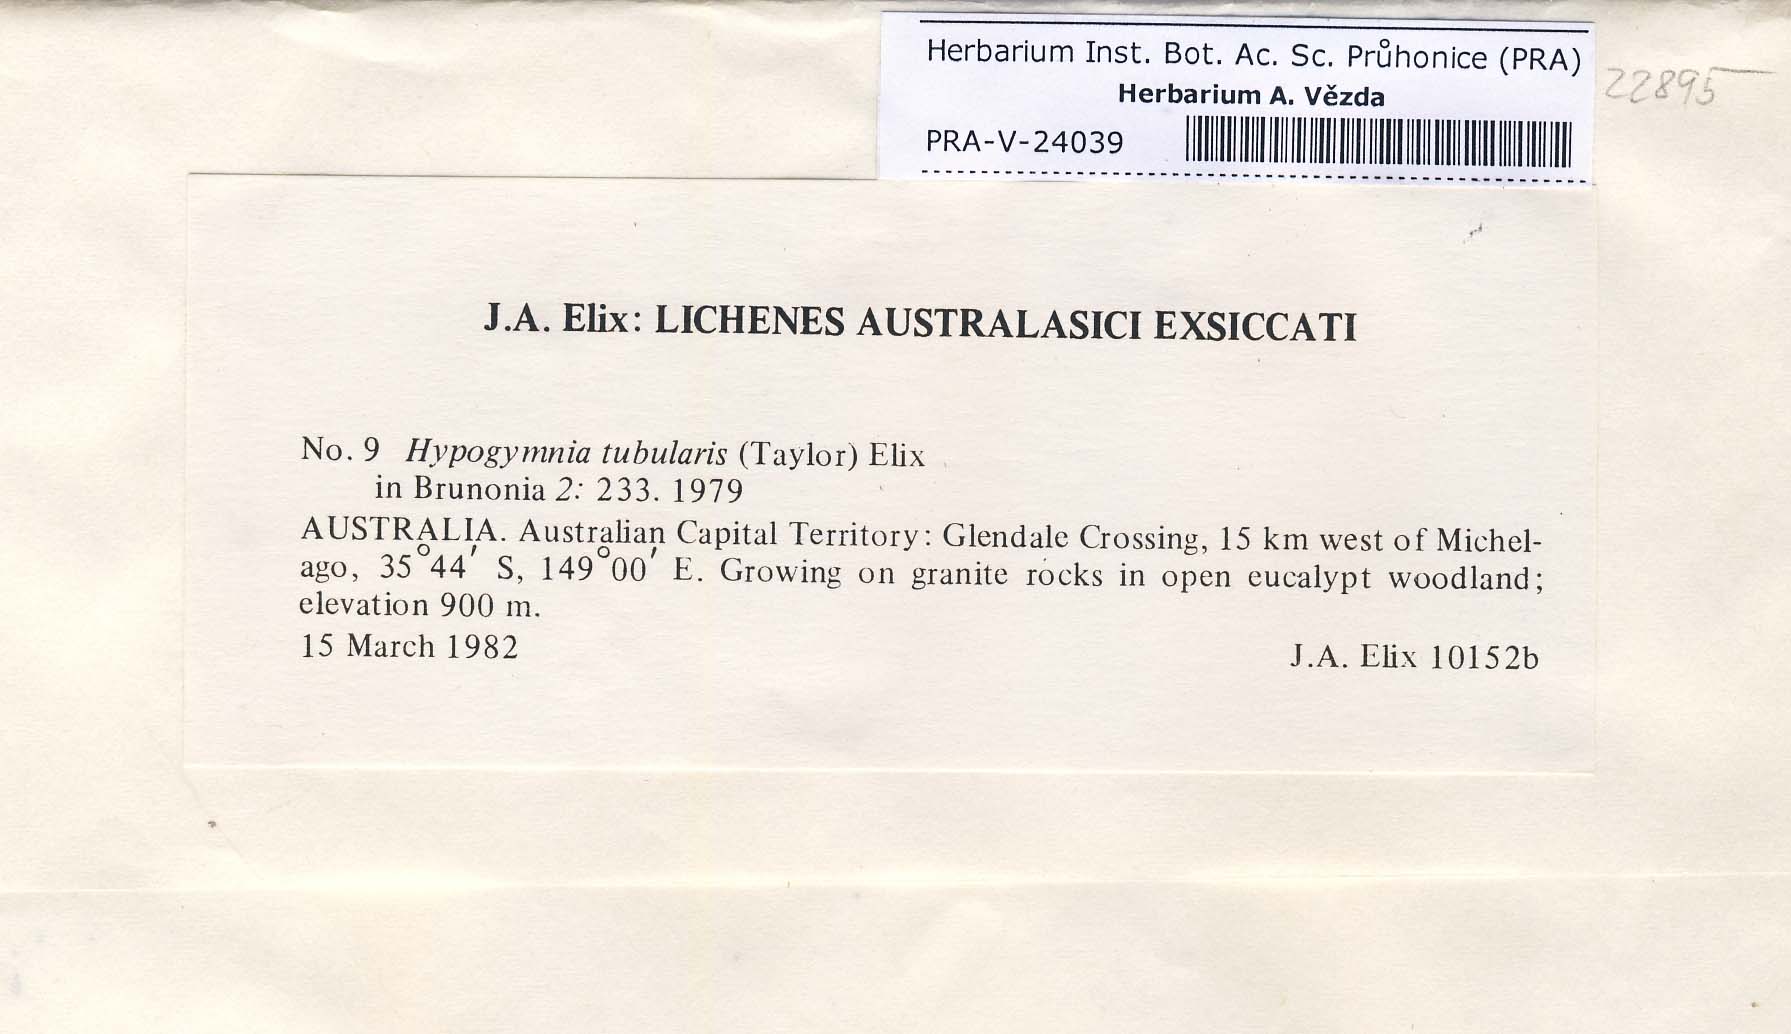 Herbarium Inst. Bot. Ac. Sc. Průhonice (PRA)
Herbarium A. Vězda
PRA-V-24039
22895
J.A. Elix: LICHENES AUSTRALASICI EXSICCATI
No. 9 Hypogymnia tubularis (Taylor) Elix
in Brunonia 2: 233. 1979
AUSTRALIA. Australian Capital Territory: Glendale Crossing, 15 km west of Michel-
ago, 35°44′ S, 149°00′ E. Growing on granite rocks in open eucalypt woodland;
elevation 900 m.
15 March 1982
J.A. Elix 10152b